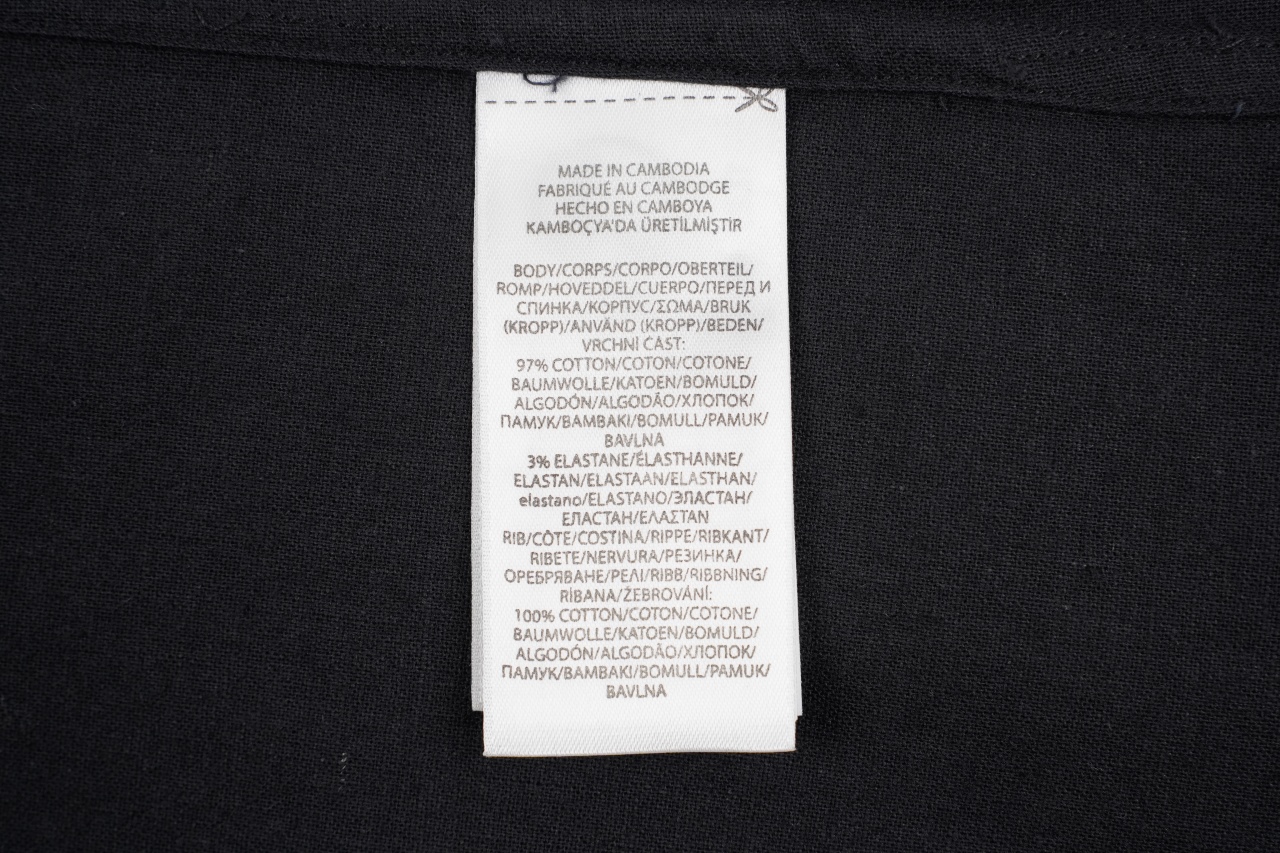 MADE IN CAMBODIA
FABRIQUÉ AU CAMBODGE
HECHO EN CAMBOYA
KAMBOÇYA'DA ÜRETİLMİŞTİR
BODY/CORPS/CORPO/OBERTEIL/
ROMP/HOVEDDEL/CUERPO/ПЕРЕД И
СПИНКА/КОРПУС/ΣΩΜΑ/BRUK
(KROPP)/ANVÄND (KROPP)/BEDEN/
VRCHNÍ CÁST:
97% COTTON/COTON/COTONE/
BAUMWOLLE/KATOEN/BOMULD/
ALGODÓN/ALGODÃO/ХЛОПОК/
ПАМУК/ΒΑΜΒΑΚΙ/BOMULL/PAMUK/
BAVLNA
3% ELASTANE/ÉLASTHANNE/
ELASTAN/ELASTAAN/ELASTHAN/
elastano/ELASTANO/ЭЛАСТАН/
ЕЛАСТАН/ΕΛΑΣΤΑΝ
RIB/CÔTE/COSTINA/RIPPE/RIBKANT/
RIBETE/NERVURA/РЕЗИНКА/
ОРЕБРЯВАНЕ/ΡΕΛΙ/RIBB/RIBBNING/
RİBANA/ŽEBROVÁNÍ:
100% COTTON/COTON/COTONE/
BAUMWOLLE/KATOEN/BOMULD/
ALGODÓN/ALGODÃO/ХЛОПОК/
ПАМУК/ΒΑΜΒΑΚΙ/BOMULL/PAMUK/
BAVLNA